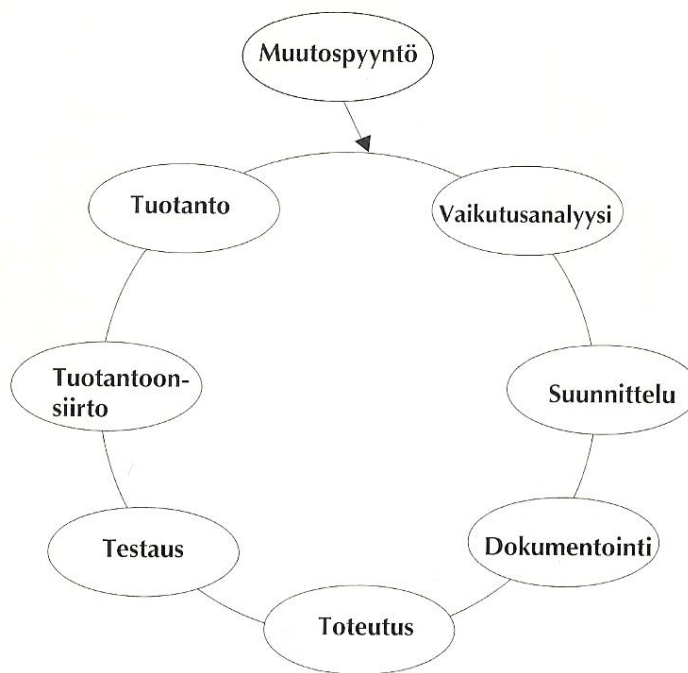 Muutospyyntö
Vaikutusanalyysi
Suunnittelu
Dokumentointi
Toteutus
Testaus
Tuotantoon-
siirto
Tuotanto